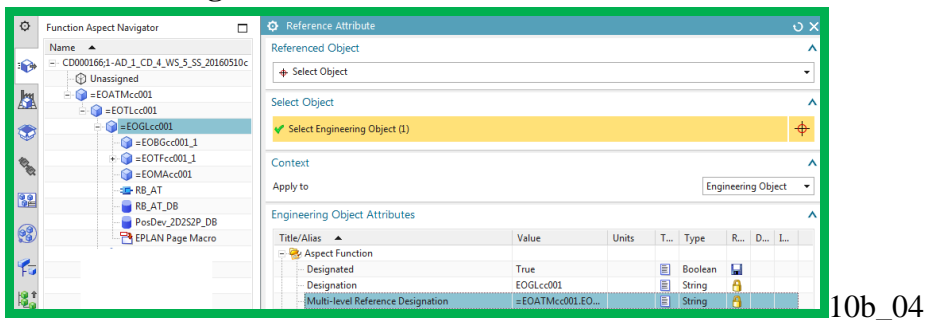 Function Aspect Navigator
Name
CD000166;1-AD_1_CD_4_WS_5_SS_20160510c
Unassigned
=EOATMcc001
=EOTLcc001
=EOGLcc001
=EOBGcc001_1
=EOTFcc001_1
=EOMAcc001
RB_AT
RB_AT_DB
PosDev_2D2S2P_DB
EPLAN Page Macro
Reference Attribute
Referenced Object
Select Object
Select Object
Select Engineering Object (1)
Context
Apply to Engineering Object
Engineering Object Attributes
Title/Alias Value Units T... Type R... D... I...
Aspect Function
Designated True Boolean
Designation EOGLcc001 String
Multi-level Reference Designation =EOATMcc001.EO... String
10b_04